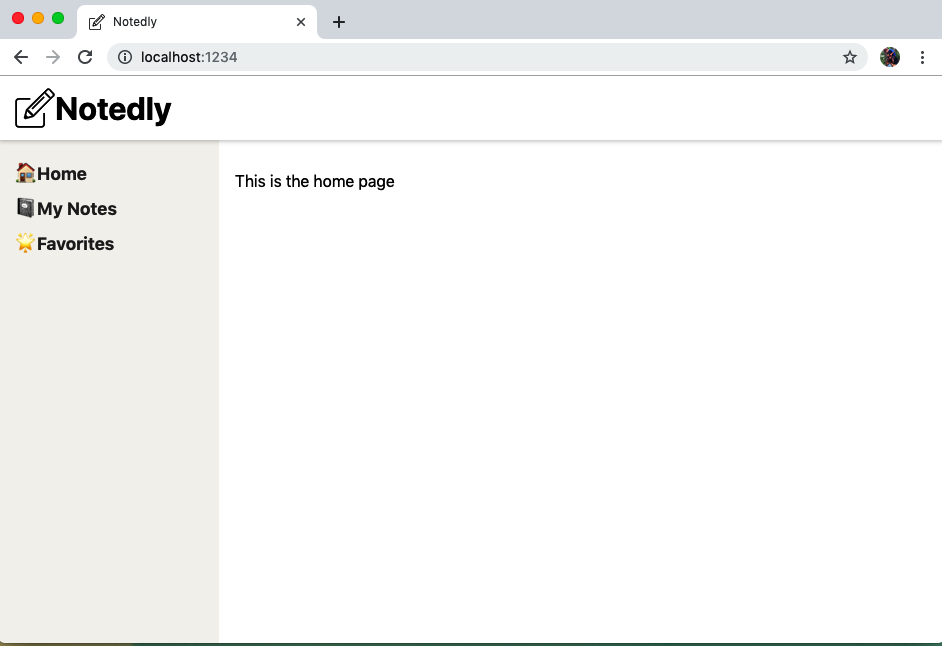 Notedly
localhost:1234
Notedly
🏠Home
📓My Notes
🌟Favorites
This is the home page